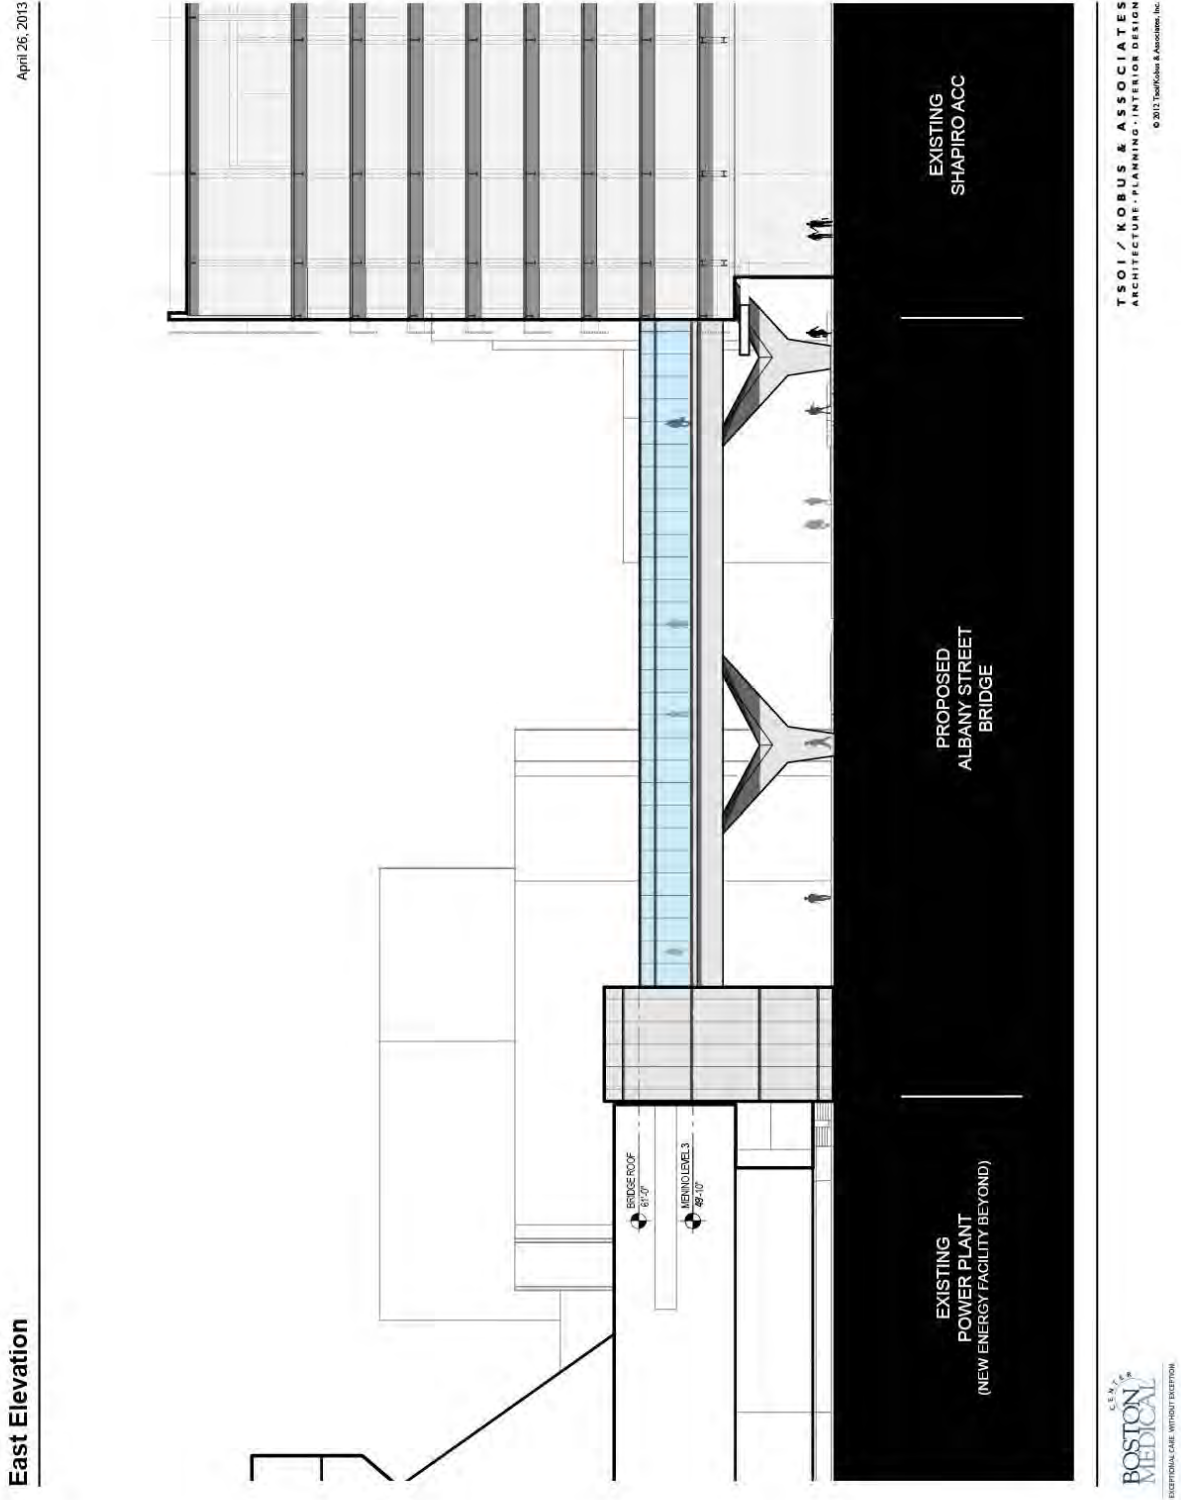 East Elevation
April 26, 2013
BRIDGE ROOF
61'-0"
MENINO LEVEL 3
48'-10"
EXISTING
POWER PLANT
(NEW ENERGY FACILITY BEYOND)
PROPOSED
ALBANY STREET
BRIDGE
EXISTING
SHAPIRO ACC
BOSTON
MEDICAL
CENTER
EXCEPTIONAL CARE. WITHOUT EXCEPTION.
TSOI / KOBUS & ASSOCIATES
ARCHITECTURE · PLANNING · INTERIOR DESIGN
© 2012 Tsoi/Kobus & Associates, Inc.